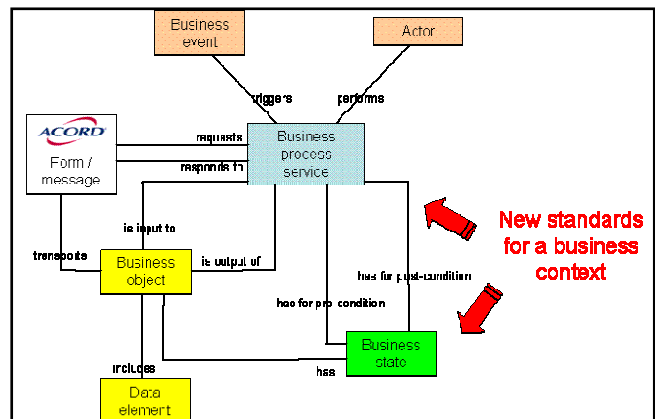 Business
event
Actor
triggers
performs
ACORD
Form /
message
requests
responds to
Business
process
service
is input to
transports
Business
object
is output of
New standards
for a business
context
has for post-condition
has for pre-condition
Business
state
includes
has
Data
element